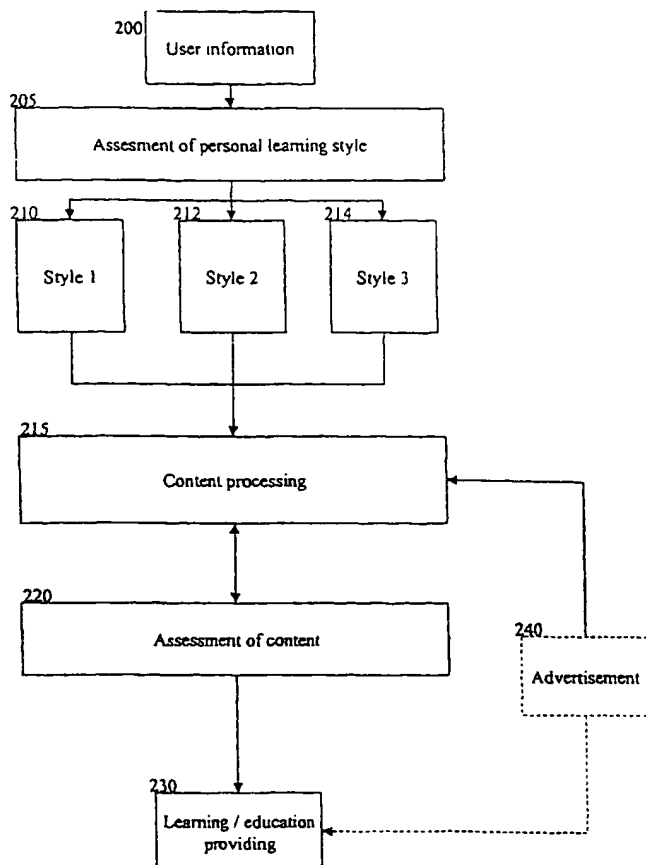 200
User information
205
Assesment of personal learning style
210
212
214
Style 1
Style 2
Style 3
215
Content processing
220
Assessment of content
240
Advertisement
230
Learning / education
providing